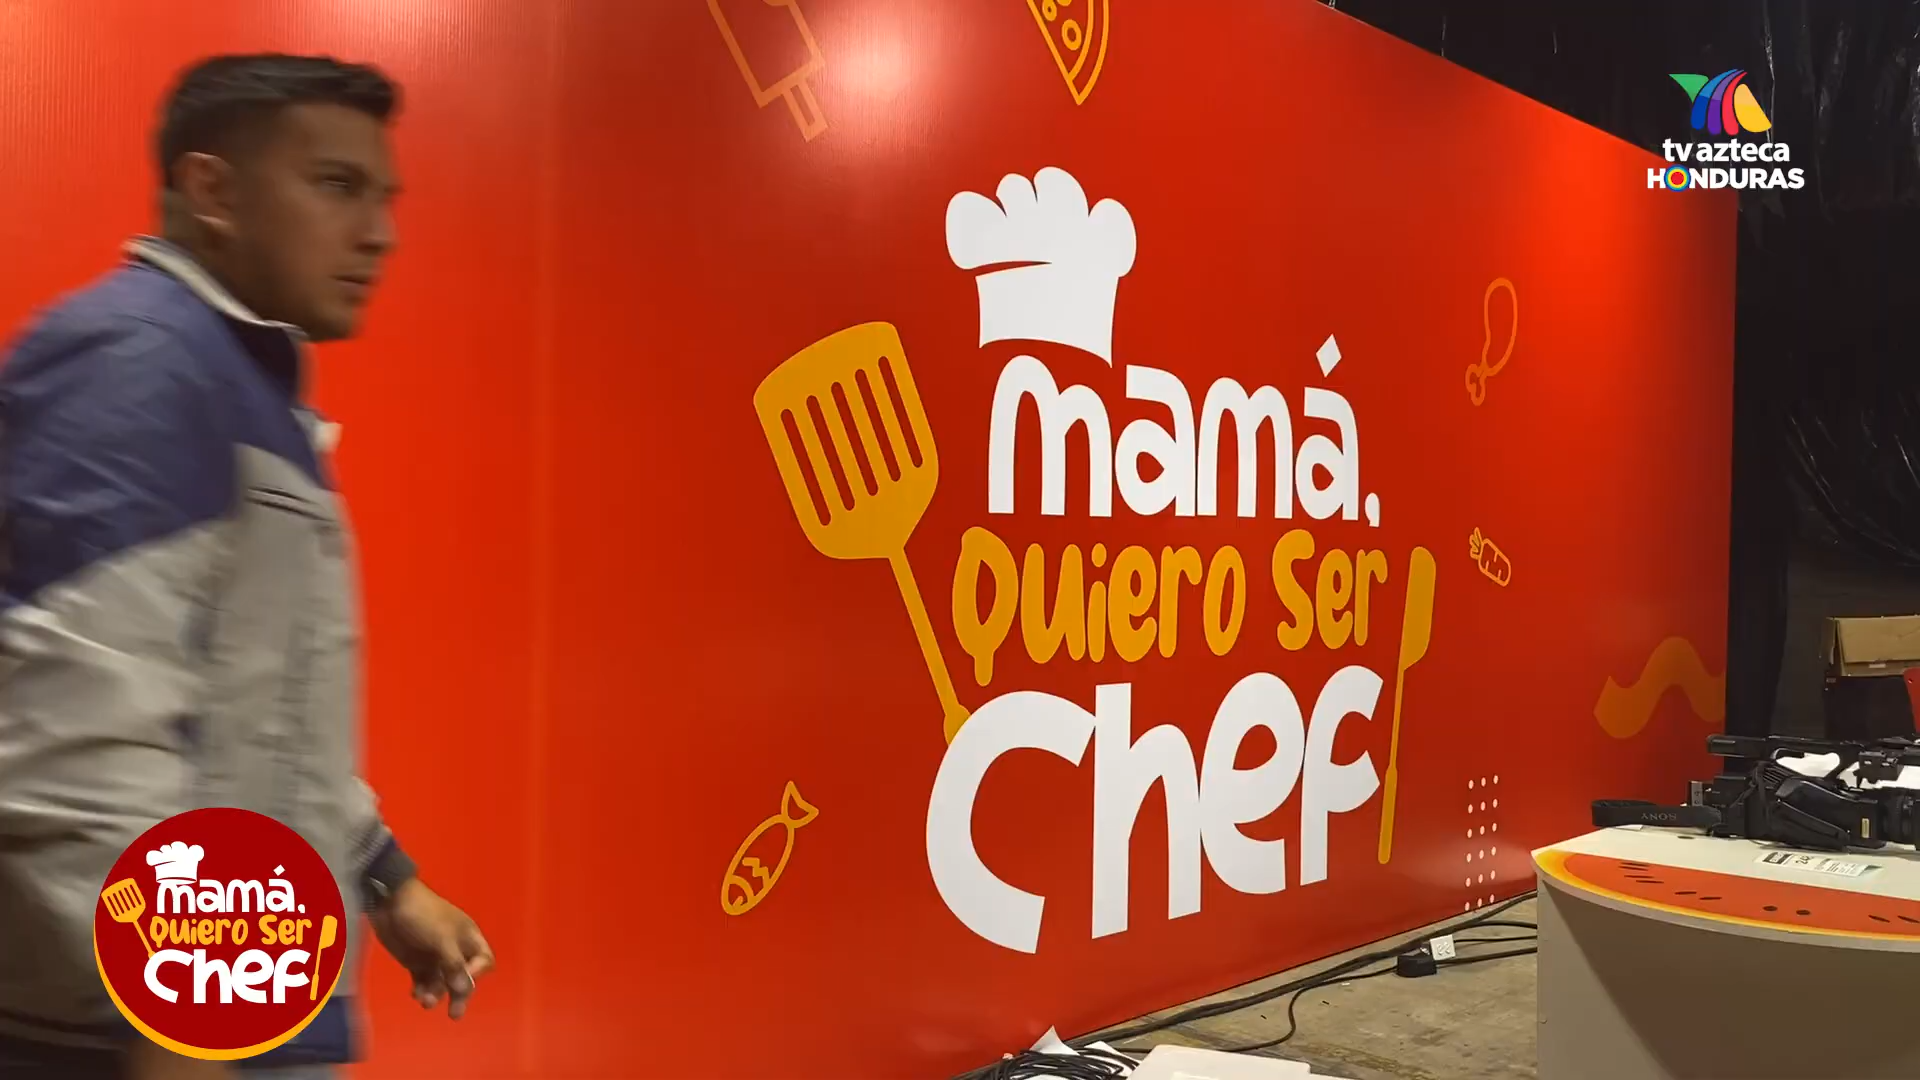 tv azteca
HONDURAS
mamá,
Quiero Ser
Chef
SONY
mamá,
Quiero Ser
Chef